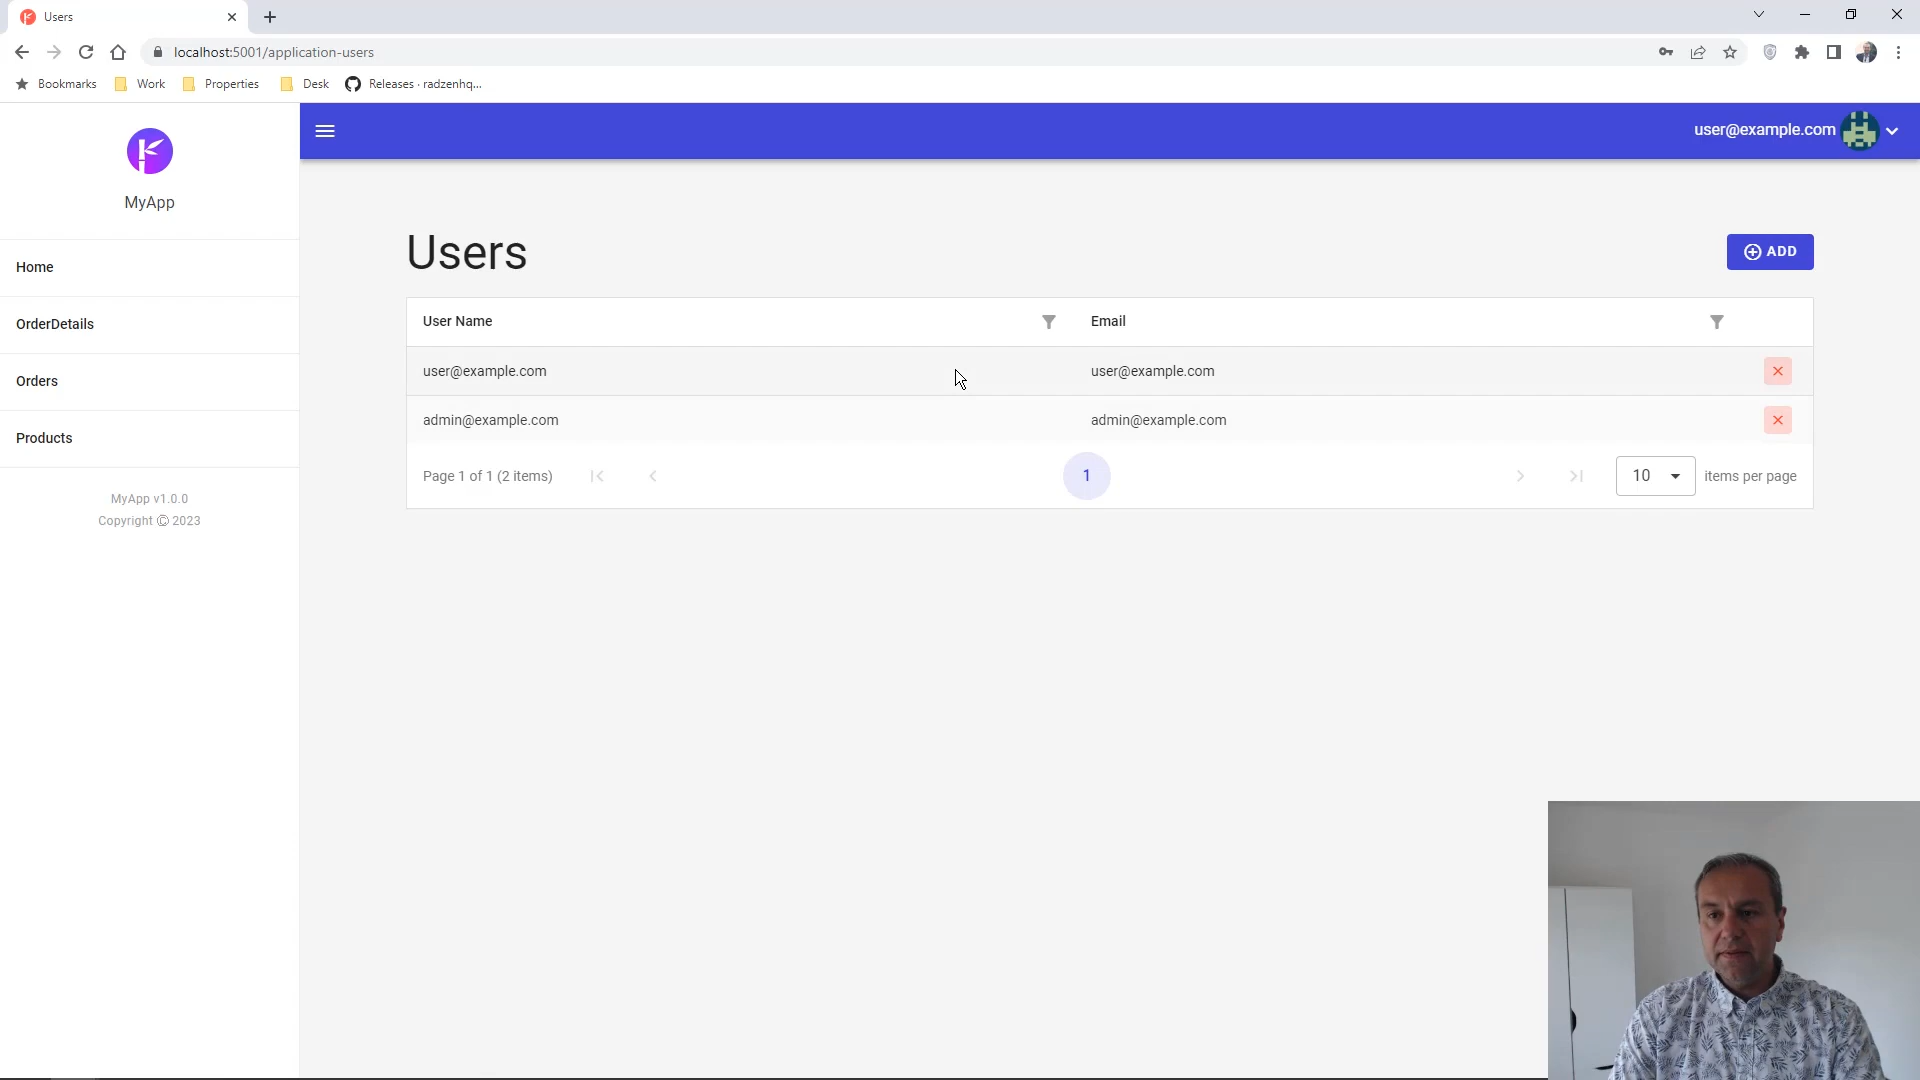 Users
localhost:5001/application-users
Bookmarks Work Properties Desk Releases · radzenhq...
MyApp
user@example.com
Home
OrderDetails
Orders
Products
MyApp v1.0.0
Copyright © 2023
Users
ADD
User Name Email
user@example.com user@example.com
admin@example.com admin@example.com
Page 1 of 1 (2 items) 1 10 items per page